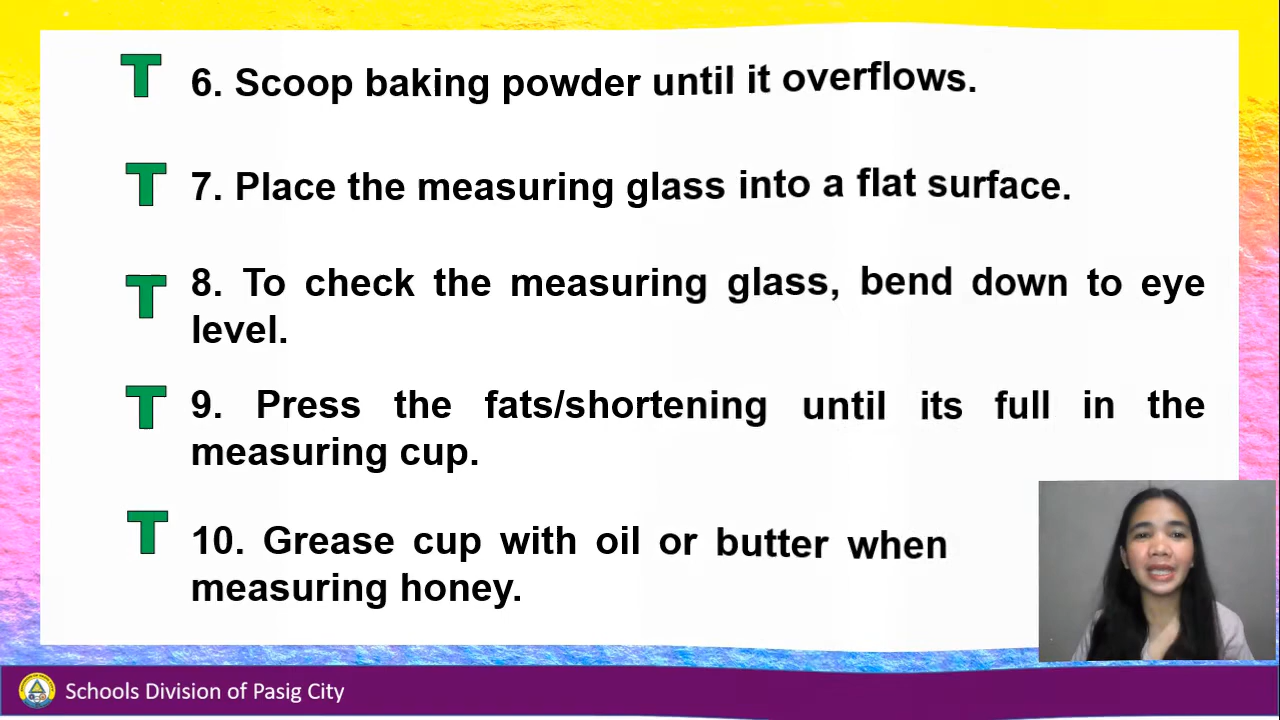 T 6. Scoop baking powder until it overflows.
T 7. Place the measuring glass into a flat surface.
T 8. To check the measuring glass, bend down to eye
level.
T 9. Press the fats/shortening until its full in the
measuring cup.
T 10. Grease cup with oil or butter when
measuring honey.
Schools Division of Pasig City